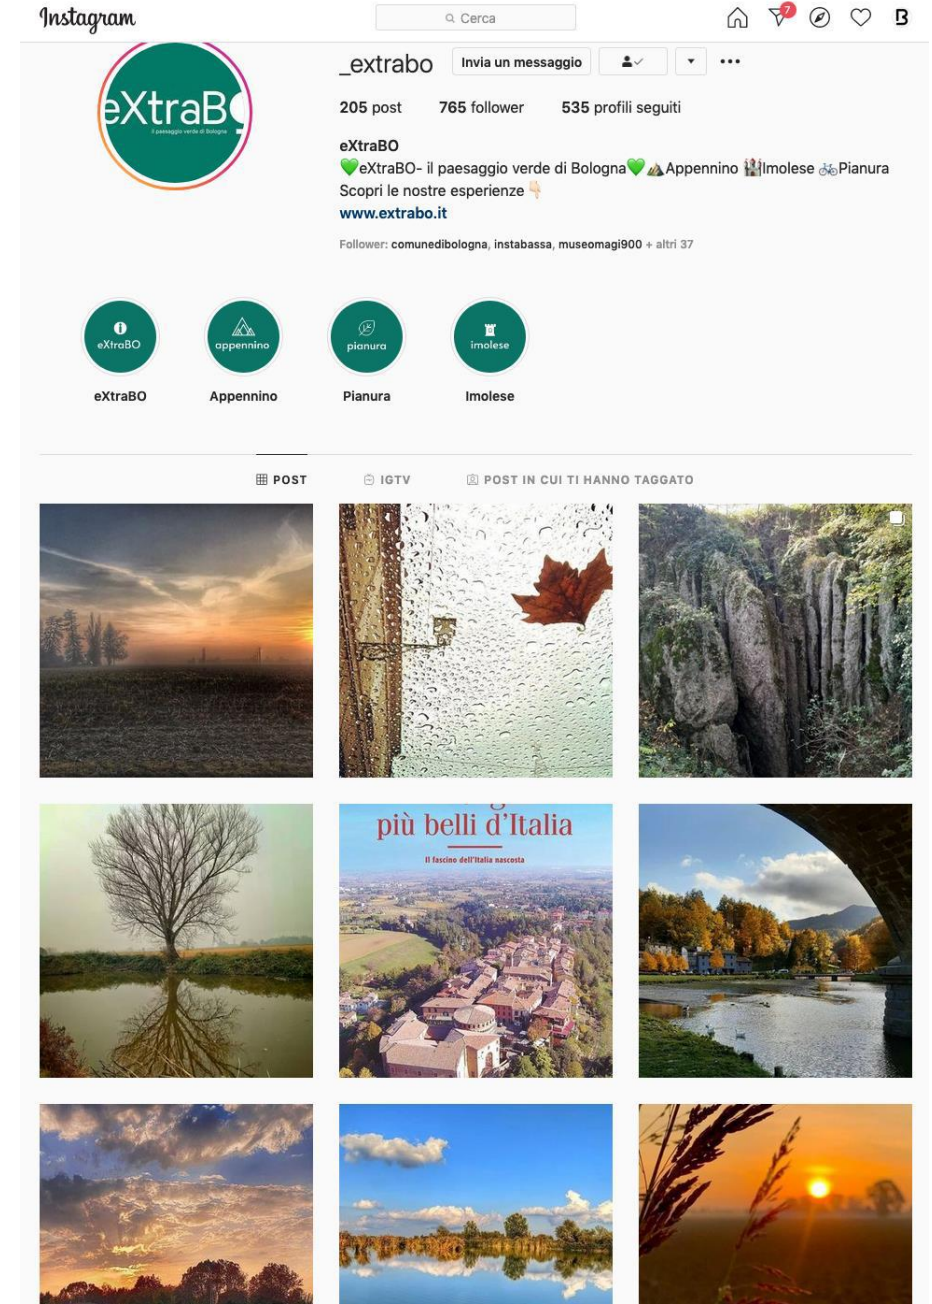 Instagram
Cerca
7
B
_extrabo
Invia un messaggio
205 post 765 follower 535 profili seguiti
eXtraBO
💚eXtraBO- il paesaggio verde di Bologna💚🏔Appennino 🏰Imolese 🚲Pianura
Scopri le nostre esperienze 👇🏻
www.extrabo.it
Follower: comunedibologna, instabassa, museomagi900 + altri 37
eXtraB
il paesaggio verde di Bologna
eXtraBO
appennino
pianura
imolese
eXtraBO
Appennino
Pianura
Imolese
POST
IGTV
POST IN CUI TI HANNO TAGGATO
più belli d'Italia
Il fascino dell'Italia nascosta